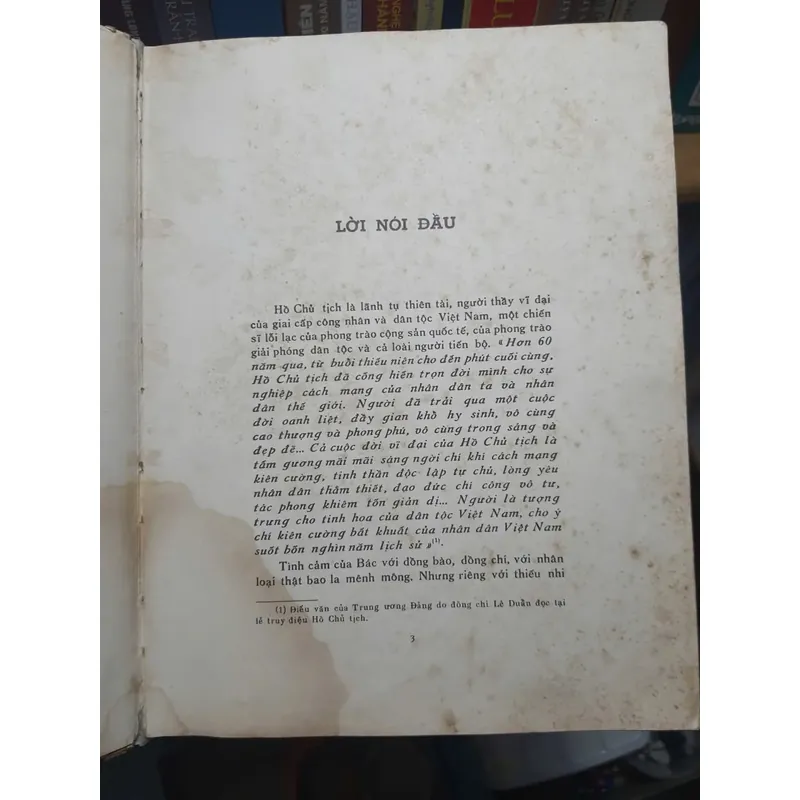 LỜI NÓI ĐẦU
Hồ Chủ tịch là lãnh tụ thiên tài, người thầy vĩ đại
của giai cấp công nhân và dân tộc Việt Nam, một chiến
sĩ lỗi lạc của phong trào cộng sản quốc tế, của phong trào
giải phóng dân tộc và cả loài người tiến bộ. « Hơn 60
năm qua, từ buổi thiếu niên cho đến phút cuối cùng,
Hồ Chủ tịch đã cống hiến trọn đời mình cho sự
nghiệp cách mạng của nhân dân ta và nhân
dân thế giới. Người đã trải qua một cuộc
đời oanh liệt, đầy gian khổ hy sinh, vô cùng
cao thượng và phong phú, vô cùng trong sáng và
đẹp đẽ... Cả cuộc đời vĩ đại của Hồ Chủ tịch là
tấm gương mãi mãi sáng ngời chí khí cách mạng
kiên cường, tinh thần độc lập tự chủ, lòng yêu
nhân dân thắm thiết, đạo đức chí công vô tư,
tác phong khiêm tốn giản dị... Người là tượng
trưng cho tinh hoa của dân tộc Việt Nam, cho ý
chí kiên cường bất khuất của nhân dân Việt Nam
suốt bốn nghìn năm lịch sử »(1).
Tình cảm của Bác với đồng bào, đồng chí, với nhân
loại thật bao la mênh mông. Nhưng riêng với thiếu nhi
(1) Điếu văn của Trung ương Đảng do đồng chí Lê Duẩn đọc tại
lễ truy điệu Hồ Chủ tịch.
3